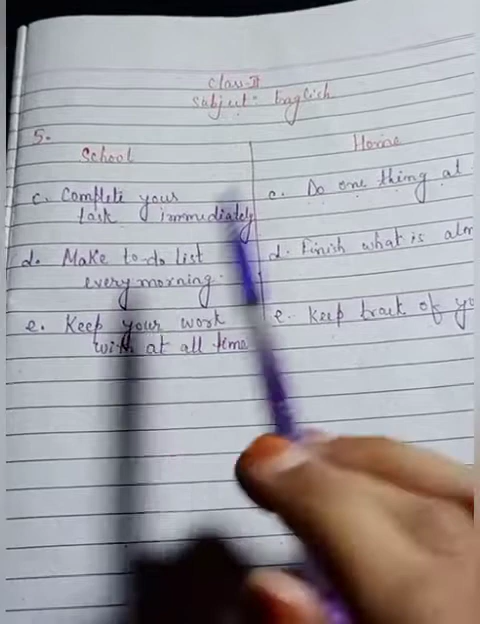 Class-II
Subject- English
5.
School
c. Complete your
task immediately
d. Make to-do list
every morning.
e. Keep your work
with at all time
Home
c. Do one thing at
d. Finish what is
e. Keep track of